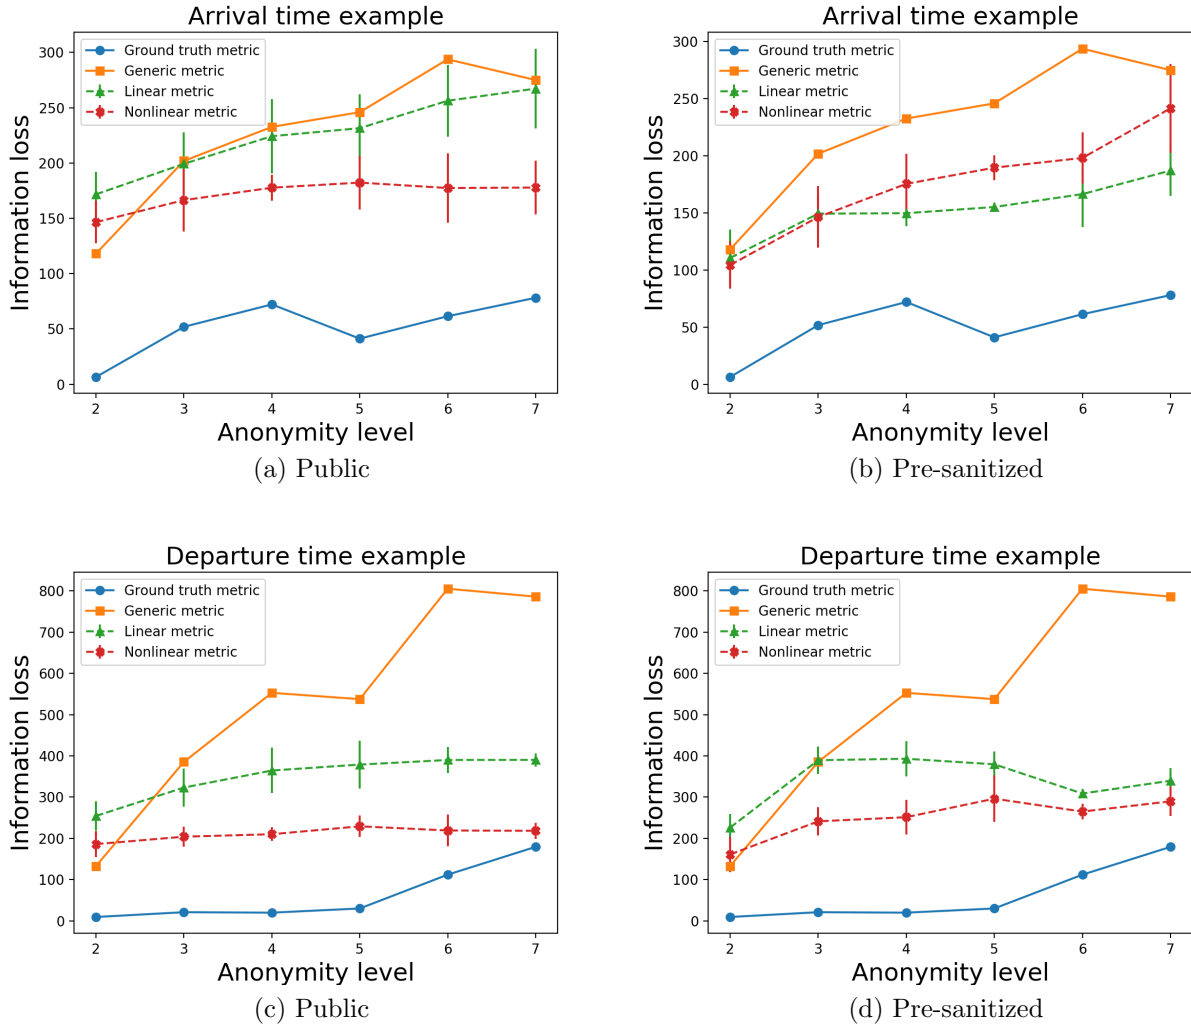 Arrival time example
Ground truth metric
Generic metric
Linear metric
Nonlinear metric
300
250
200
150
100
50
0
Information loss
2 3 4 5 6 7
Anonymity level
(a) Public
Arrival time example
Ground truth metric
Generic metric
Linear metric
Nonlinear metric
300
250
200
150
100
50
0
Information loss
2 3 4 5 6 7
Anonymity level
(b) Pre-sanitized
Departure time example
Ground truth metric
Generic metric
Linear metric
Nonlinear metric
800
700
600
500
400
300
200
100
0
Information loss
2 3 4 5 6 7
Anonymity level
(c) Public
Departure time example
Ground truth metric
Generic metric
Linear metric
Nonlinear metric
800
700
600
500
400
300
200
100
0
Information loss
2 3 4 5 6 7
Anonymity level
(d) Pre-sanitized